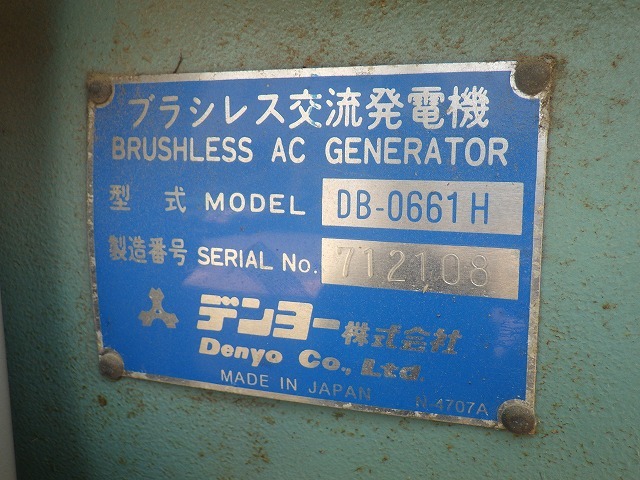 ブラシレス交流発電機
BRUSHLESS AC GENERATOR
型式 MODEL DB-0661H
製造番号 SERIAL No. 712108
デンヨー株式会社
Denyo Co., Ltd.
MADE IN JAPAN N-4707A